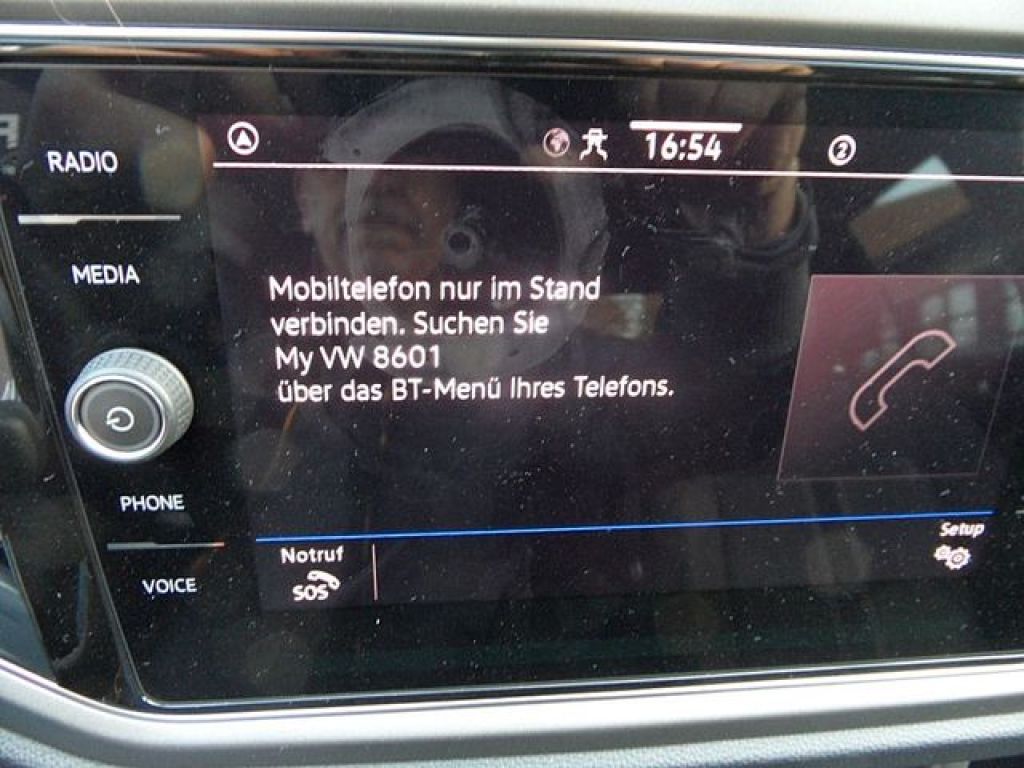 RADIO
16:54
2
MEDIA
Mobiltelefon nur im Stand
verbinden. Suchen Sie
My VW 8601
über das BT-Menü Ihres Telefons.
PHONE
Setup
Notruf
SOS
VOICE